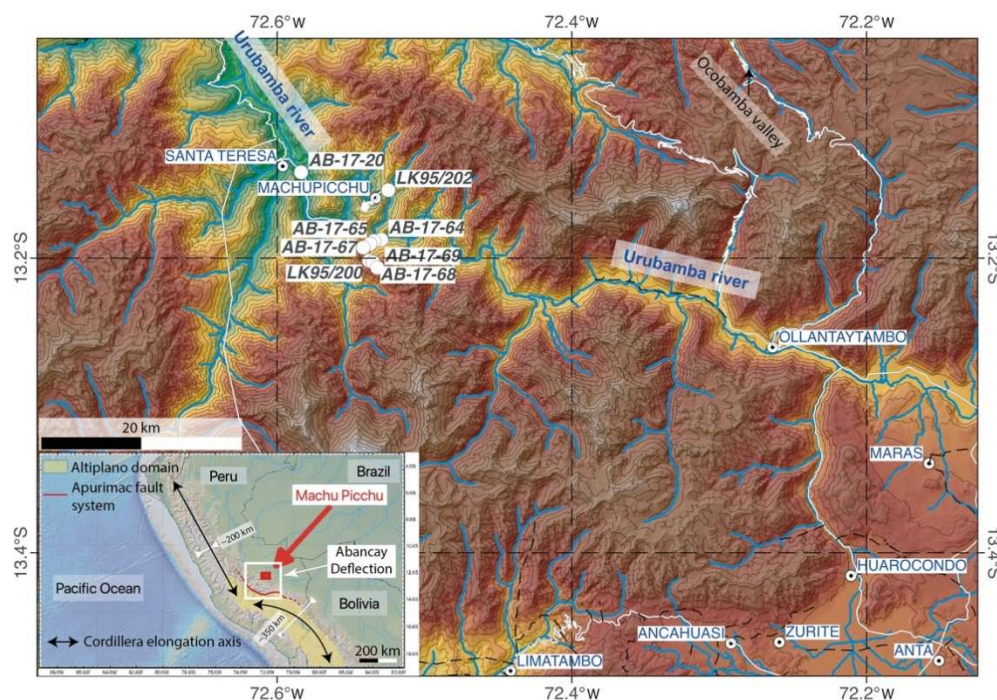 72.6°W
72.4°W
72.2°W
Urubamba river
Ocobamba valley
SANTA TERESA
AB-17-20
LK95/202
MACHUPICCHU
AB-17-65
AB-17-64
AB-17-67
AB-17-69
LK95/200
AB-17-68
13.2°S
13.2°S
Urubamba river
OLLANTAYTAMBO
20 km
MARAS
Altiplano domain
Apurimac fault
system
Peru
Brazil
Machu Picchu
~200 km
Abancay
Deflection
Pacific Ocean
Bolivia
~350 km
Cordillera elongation axis
200 km
13.4°S
13.4°S
HUAROCONDO
ANCAHUASI
ZURITE
ANTA
LIMATAMBO
72.6°W
72.4°W
72.2°W